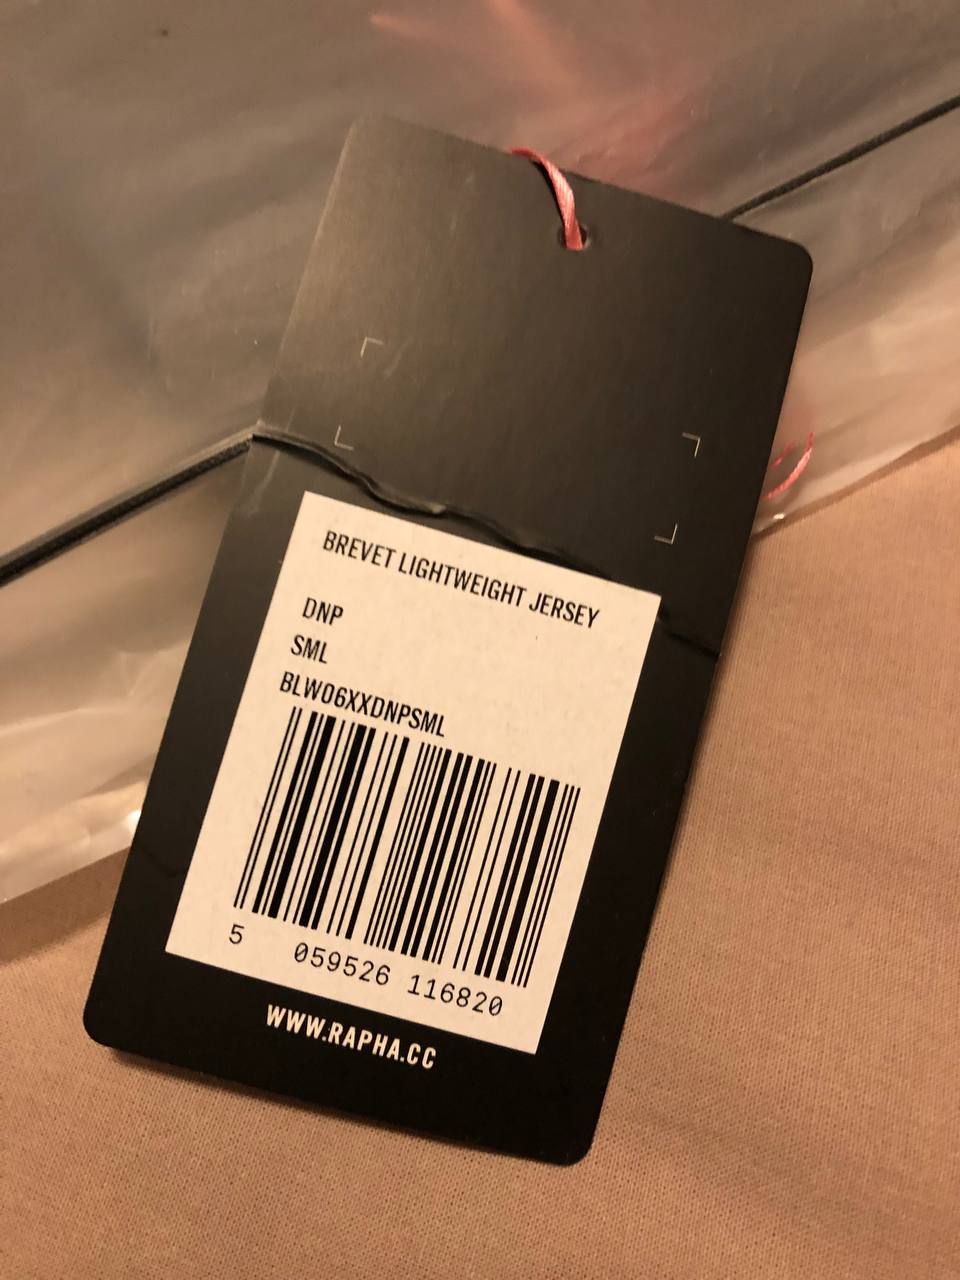 BREVET LIGHTWEIGHT JERSEY
DNP
SML
BLW06XXDNPSML
5 059526 116820
WWW.RAPHA.CC